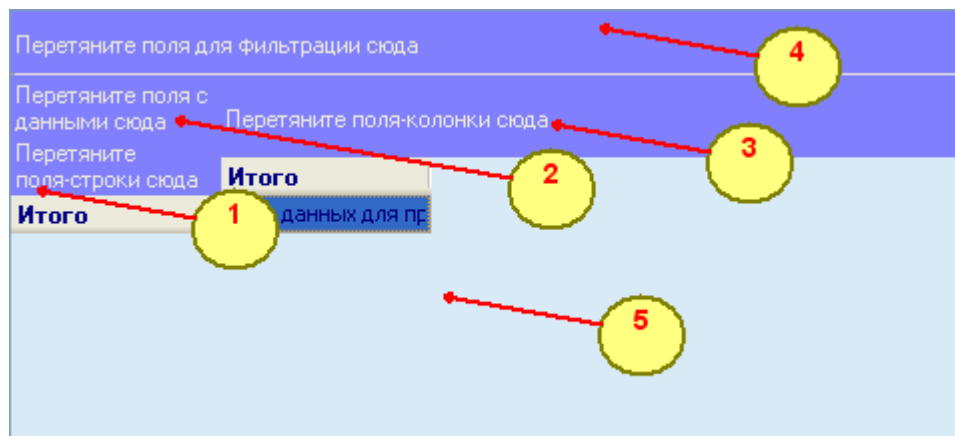 4
Перетяните поля для фильтрации сюда
Перетяните поля с
данными сюда
Перетяните поля-колонки сюда
3
Перетяните
поля-строки сюда
2
Итого
1
Итого
данных для пр
5